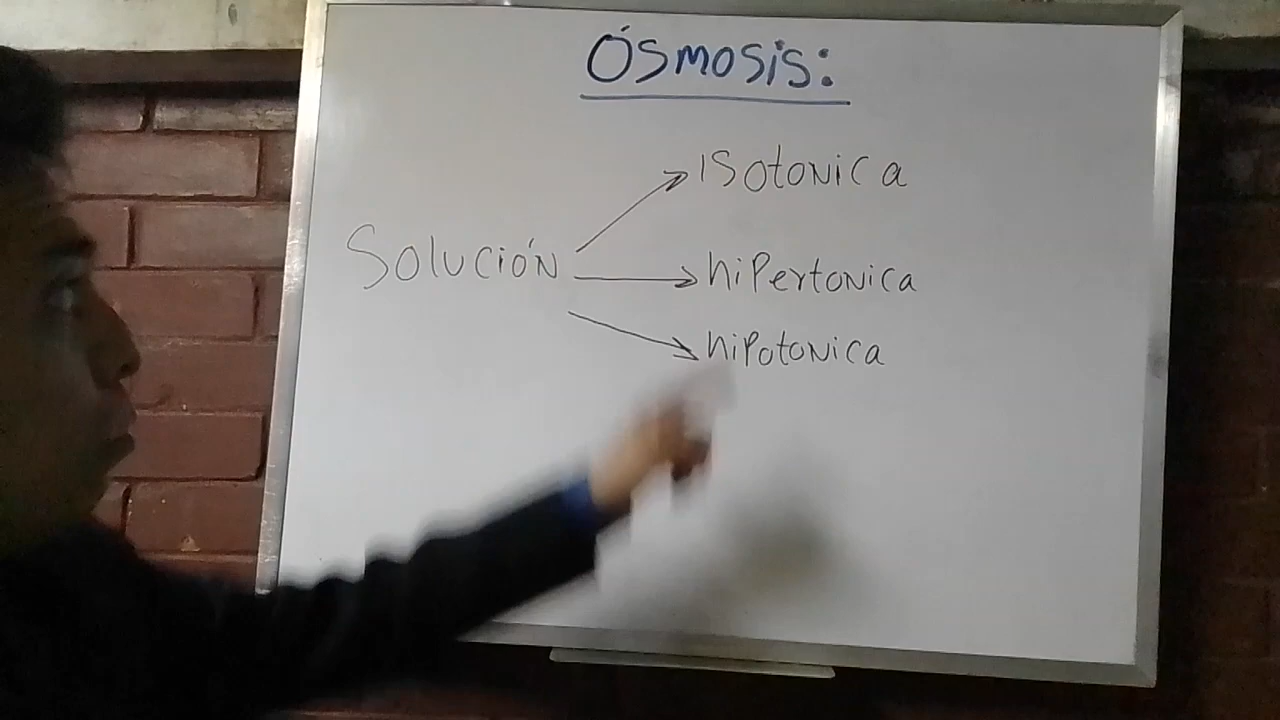 Ósmosis:
isotonica
Solución
hipertonica
hipotonica